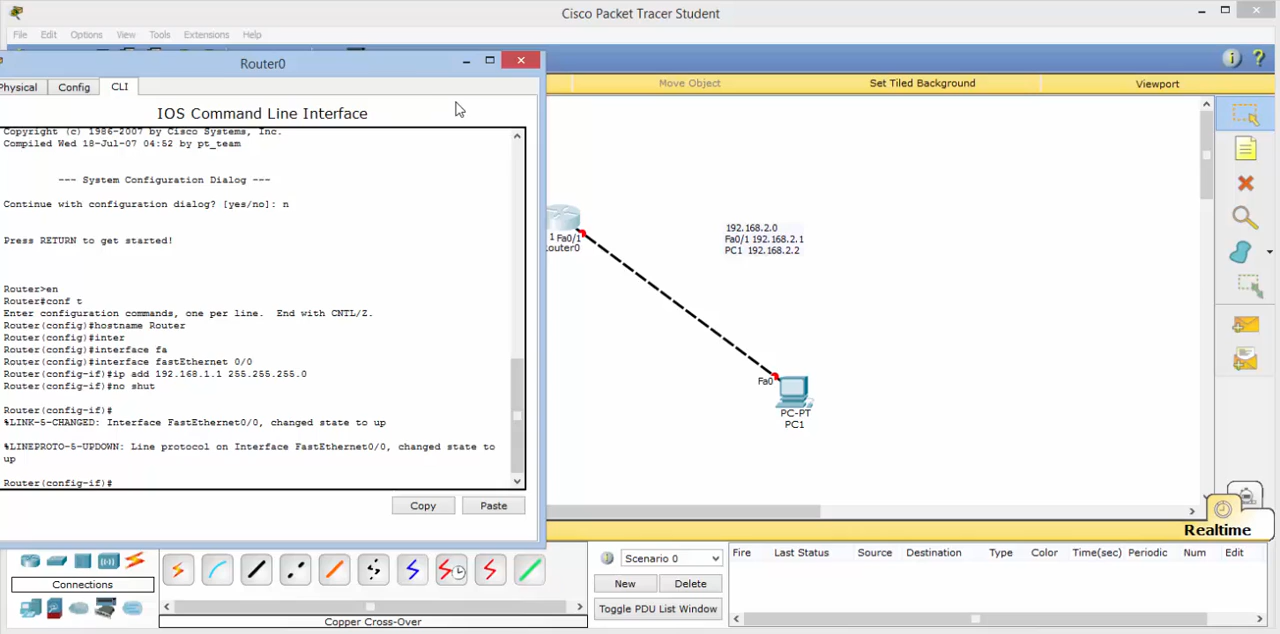 Cisco Packet Tracer Student
File Edit Options View Tools Extensions Help
Router0
Physical Config CLI
Move Object Set Tiled Background Viewport
IOS Command Line Interface
Copyright (c) 1986-2007 by Cisco Systems, Inc.
Compiled Wed 18-Jul-07 04:52 by pt_team
--- System Configuration Dialog ---
Continue with configuration dialog? [yes/no]: n
Press RETURN to get started!
Router>en
Router#conf t
Enter configuration commands, one per line. End with CNTL/Z.
Router(config)#hostname Router
Router(config)#inter
Router(config)#interface fa
Router(config)#interface fastEthernet 0/0
Router(config-if)#ip add 192.168.1.1 255.255.255.0
Router(config-if)#no shut
Router(config-if)#
%LINK-5-CHANGED: Interface FastEthernet0/0, changed state to up
%LINEPROTO-5-UPDOWN: Line protocol on Interface FastEthernet0/0, changed state to
up
Router(config-if)#
Copy Paste
1 Fa0/1
outer0
192.168.2.0
Fa0/1 192.168.2.1
PC1 192.168.2.2
Fa0
PC-PT
PC1
Realtime
Connections
Copper Cross-Over
Scenario 0
New Delete
Toggle PDU List Window
Fire Last Status Source Destination Type Color Time(sec) Periodic Num Edit